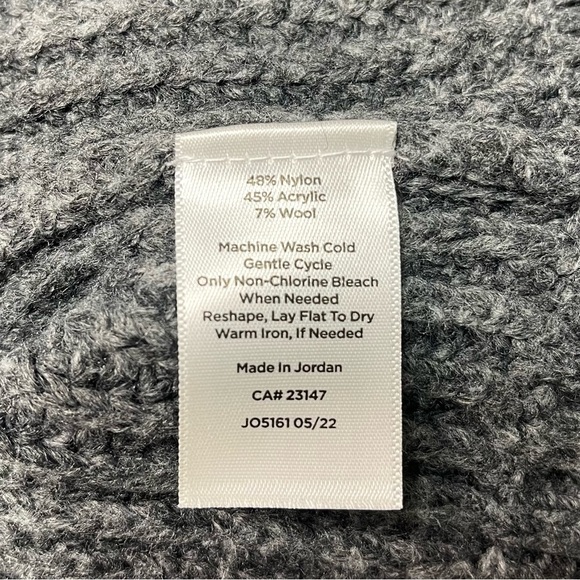 48% Nylon
45% Acrylic
7% Wool
Machine Wash Cold
Gentle Cycle
Only Non-Chlorine Bleach
When Needed
Reshape, Lay Flat To Dry
Warm Iron, If Needed
Made In Jordan
CA# 23147
JO5161 05/22